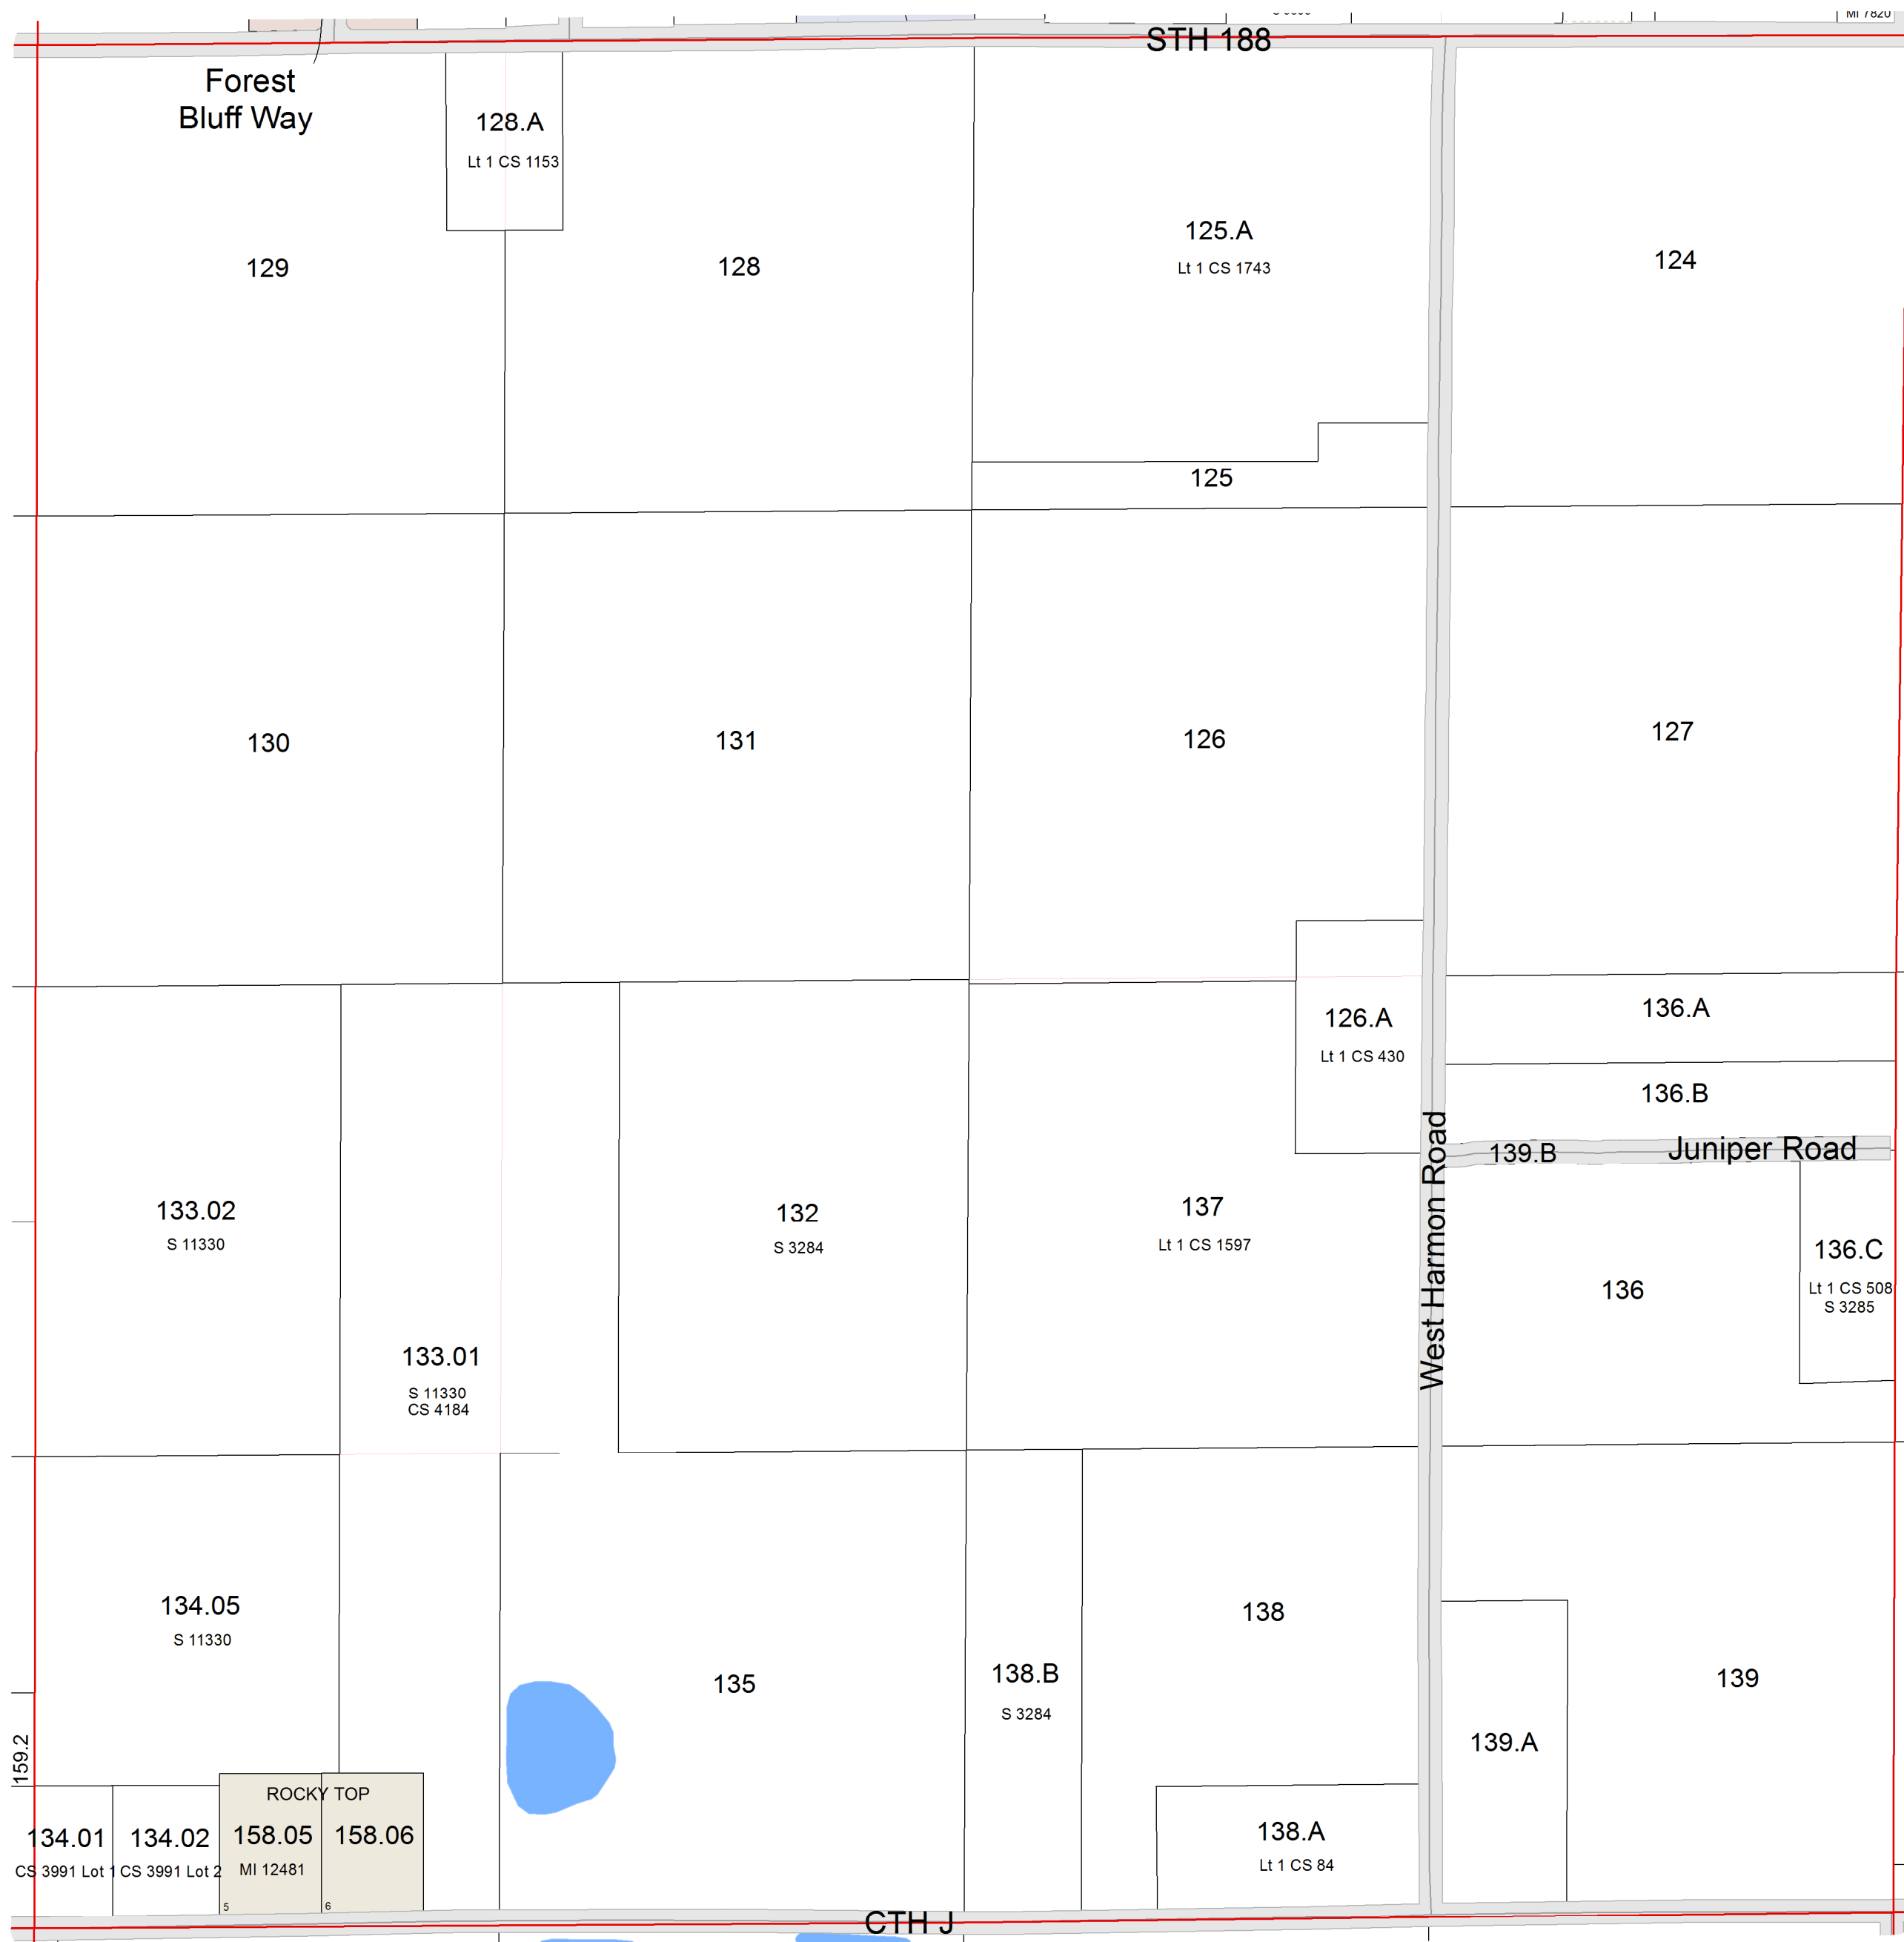 MI 7820
STH 188
Forest
Bluff Way
128.A
Lt 1 CS 1153
129
128
125.A
Lt 1 CS 1743
124
125
130
131
126
127
126.A
Lt 1 CS 430
136.A
136.B
139.B
Juniper Road
West Harmon Road
133.02
S 11330
132
S 3284
137
Lt 1 CS 1597
136
136.C
Lt 1 CS 508
S 3285
133.01
S 11330
CS 4184
134.05
S 11330
135
138.B
S 3284
138
139
139.A
159.2
ROCKY TOP
134.01
CS 3991 Lot 1
134.02
CS 3991 Lot 2
158.05
MI 12481
5
158.06
6
138.A
Lt 1 CS 84
CTH J